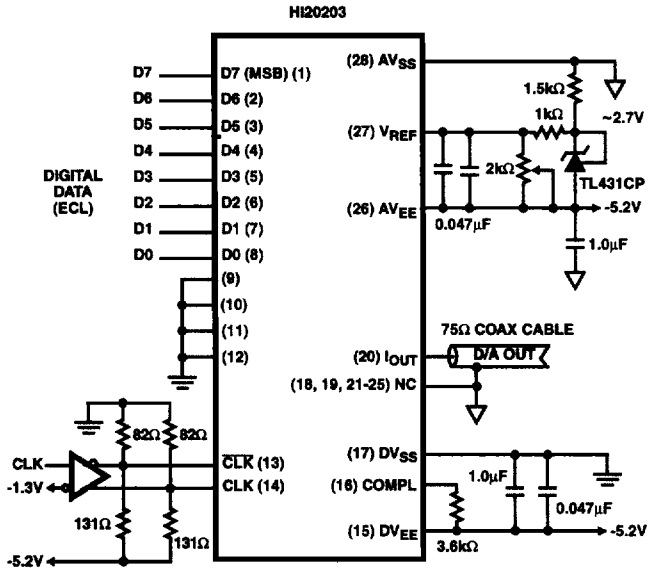 HI20203
D7
D7 (MSB) (1)
D6
D6 (2)
D5
D5 (3)
D4
D4 (4)
D3
D3 (5)
D2
D2 (6)
D1
D1 (7)
D0
D0 (8)
DIGITAL
DATA
(ECL)
(9)
(10)
(11)
(12)
82Ω
82Ω
CLK
-1.3V
CLK (13)
CLK (14)
131Ω
131Ω
-5.2V
(28) AVSS
1.5kΩ
1kΩ
~2.7V
(27) VREF
2kΩ
TL431CP
(26) AVEE
-5.2V
0.047μF
1.0μF
75Ω COAX CABLE
(20) IOUT
D/A OUT
(18, 19, 21-25) NC
(17) DVSS
1.0μF
(16) COMPL
0.047μF
(15) DVEE
3.6kΩ
-5.2V